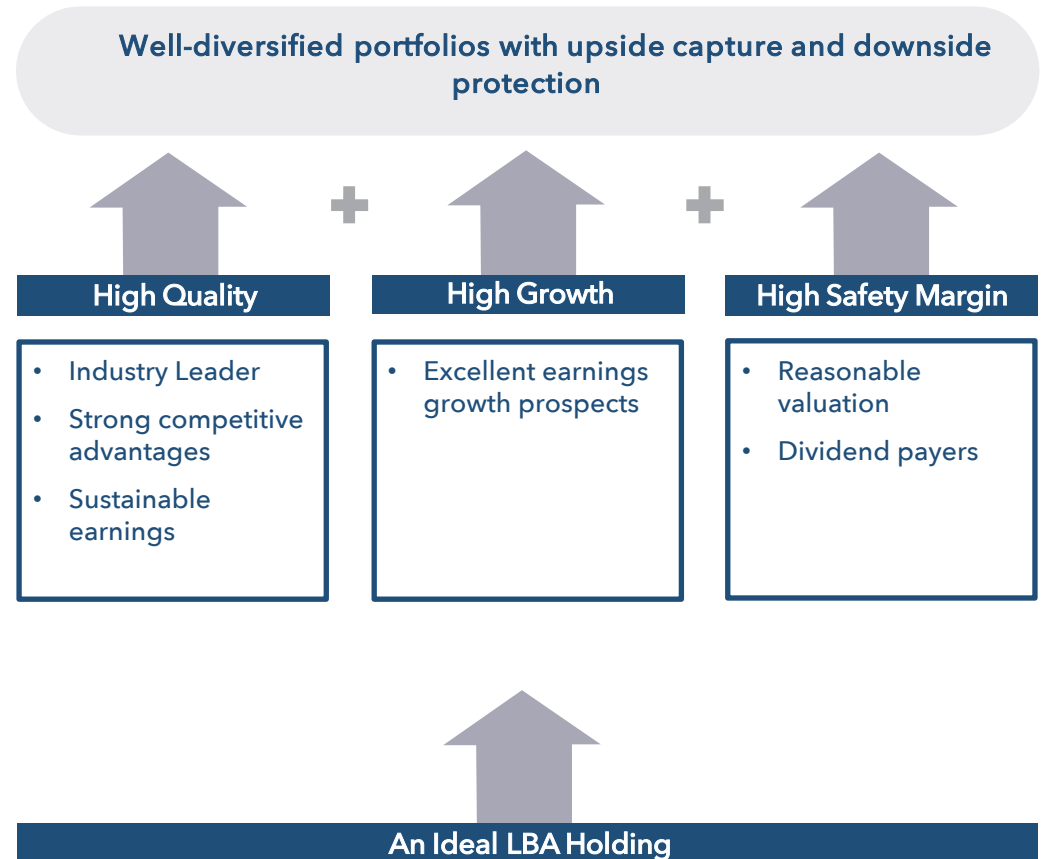 Well-diversified portfolios with upside capture and downside
protection
High Quality
High Growth
High Safety Margin
• Industry Leader
• Strong competitive
advantages
• Sustainable
earnings
• Excellent earnings
growth prospects
• Reasonable
valuation
• Dividend payers
An Ideal LBA Holding